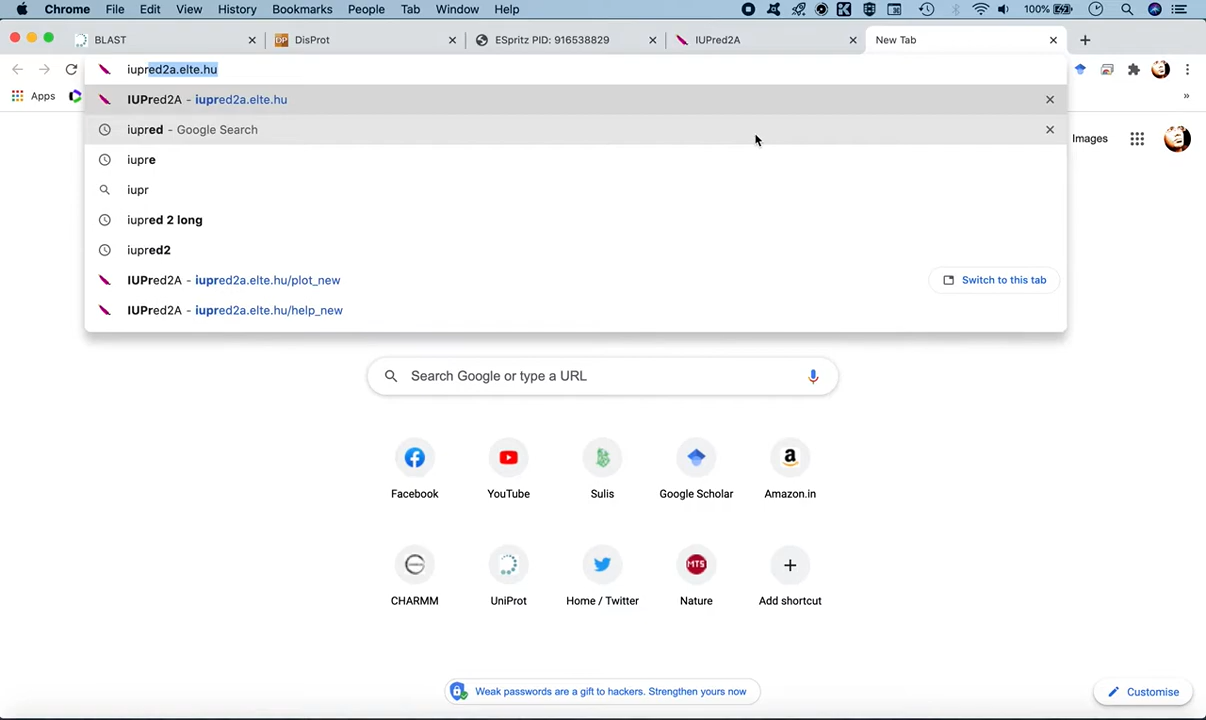 Chrome File Edit View History Bookmarks People Tab Window Help 100%
BLAST DisProt ESpritz PID: 916538829 IUPred2A New Tab
iupred2a.elte.hu
Apps »
IUPred2A - iupred2a.elte.hu
iupred - Google Search
iupre
iupr
iupred 2 long
iupred2
IUPred2A - iupred2a.elte.hu/plot_new Switch to this tab
IUPred2A - iupred2a.elte.hu/help_new
Images
Search Google or type a URL
Facebook YouTube Sulis Google Scholar Amazon.in
MTS
CHARMM UniProt Home / Twitter Nature Add shortcut
Weak passwords are a gift to hackers. Strengthen yours now
Customise